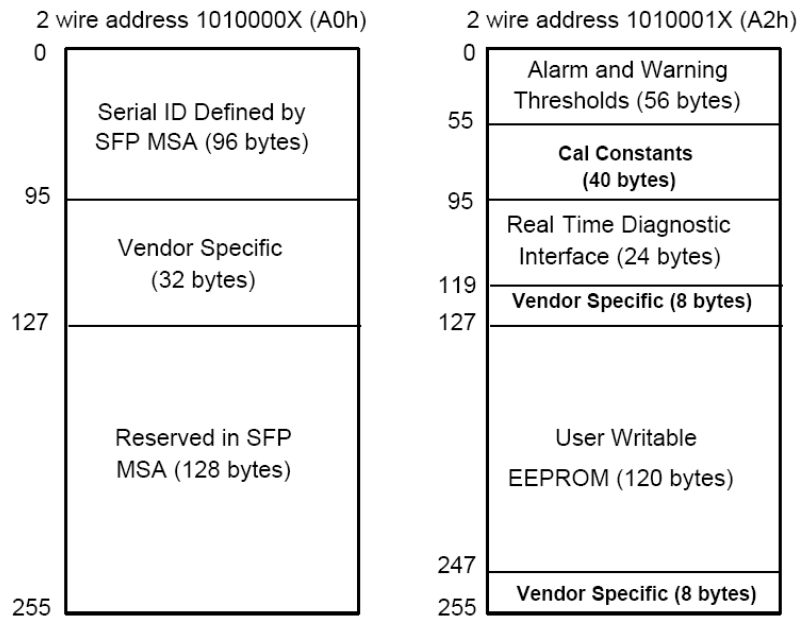 2 wire address 1010000X (A0h)
0
Serial ID Defined by
SFP MSA (96 bytes)
95
Vendor Specific
(32 bytes)
127
Reserved in SFP
MSA (128 bytes)
255
2 wire address 1010001X (A2h)
0
Alarm and Warning
Thresholds (56 bytes)
55
Cal Constants
(40 bytes)
95
Real Time Diagnostic
Interface (24 bytes)
119
Vendor Specific (8 bytes)
127
User Writable
EEPROM (120 bytes)
247
Vendor Specific (8 bytes)
255